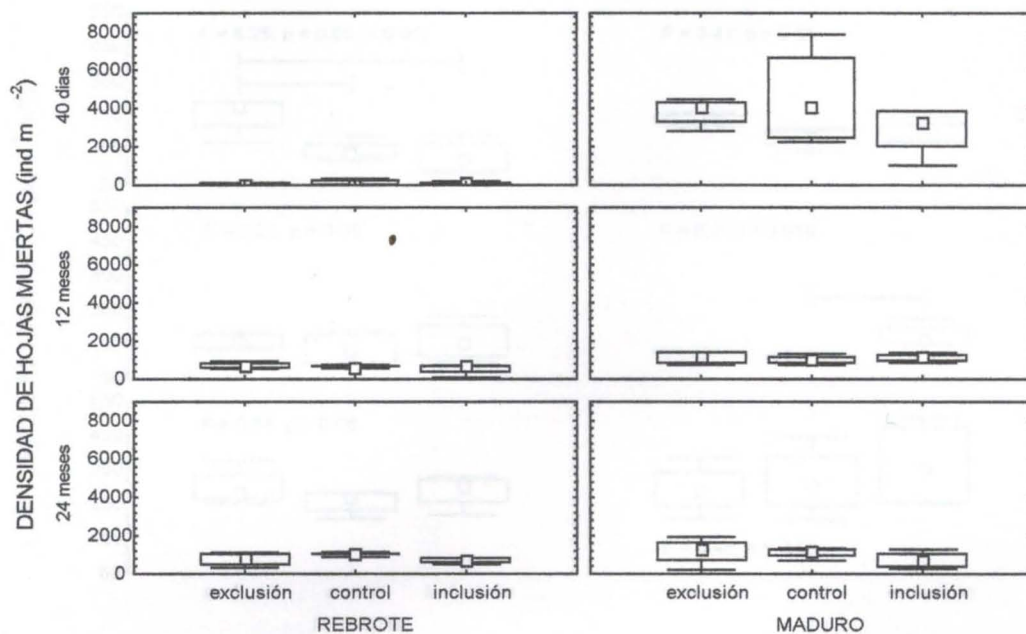 DENSIDAD DE HOJAS MUERTAS (ind m -2)
40 dias
8000
6000
4000
2000
0
12 meses
8000
6000
4000
2000
0
24 meses
8000
6000
4000
2000
0
exclusión control inclusión
exclusión control inclusión
REBROTE
MADURO